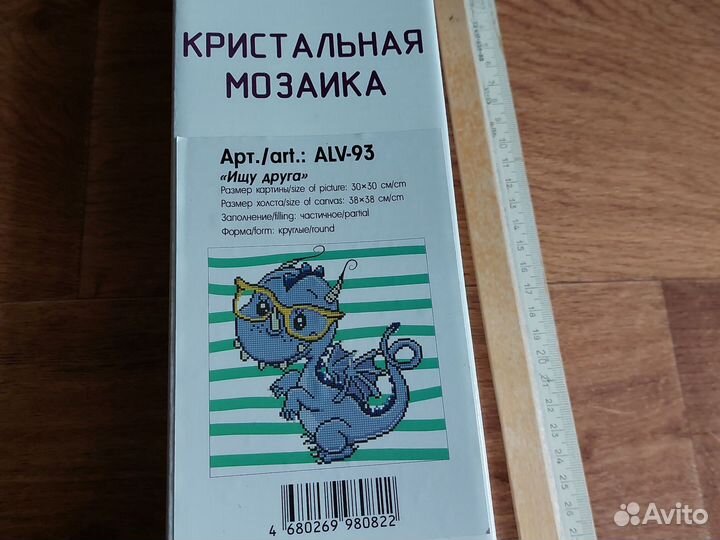 КРИСТАЛЬНАЯ
МОЗАИКА
Арт./art.: ALV-93
«Ищу друга»
Размер картины/size of picture: 30×30 см/cm
Размер холста/size of canvas: 38×38 см/cm
Заполнение/filling: частичное/partial
Форма/form: круглые/round
4 680269 980822
Avito